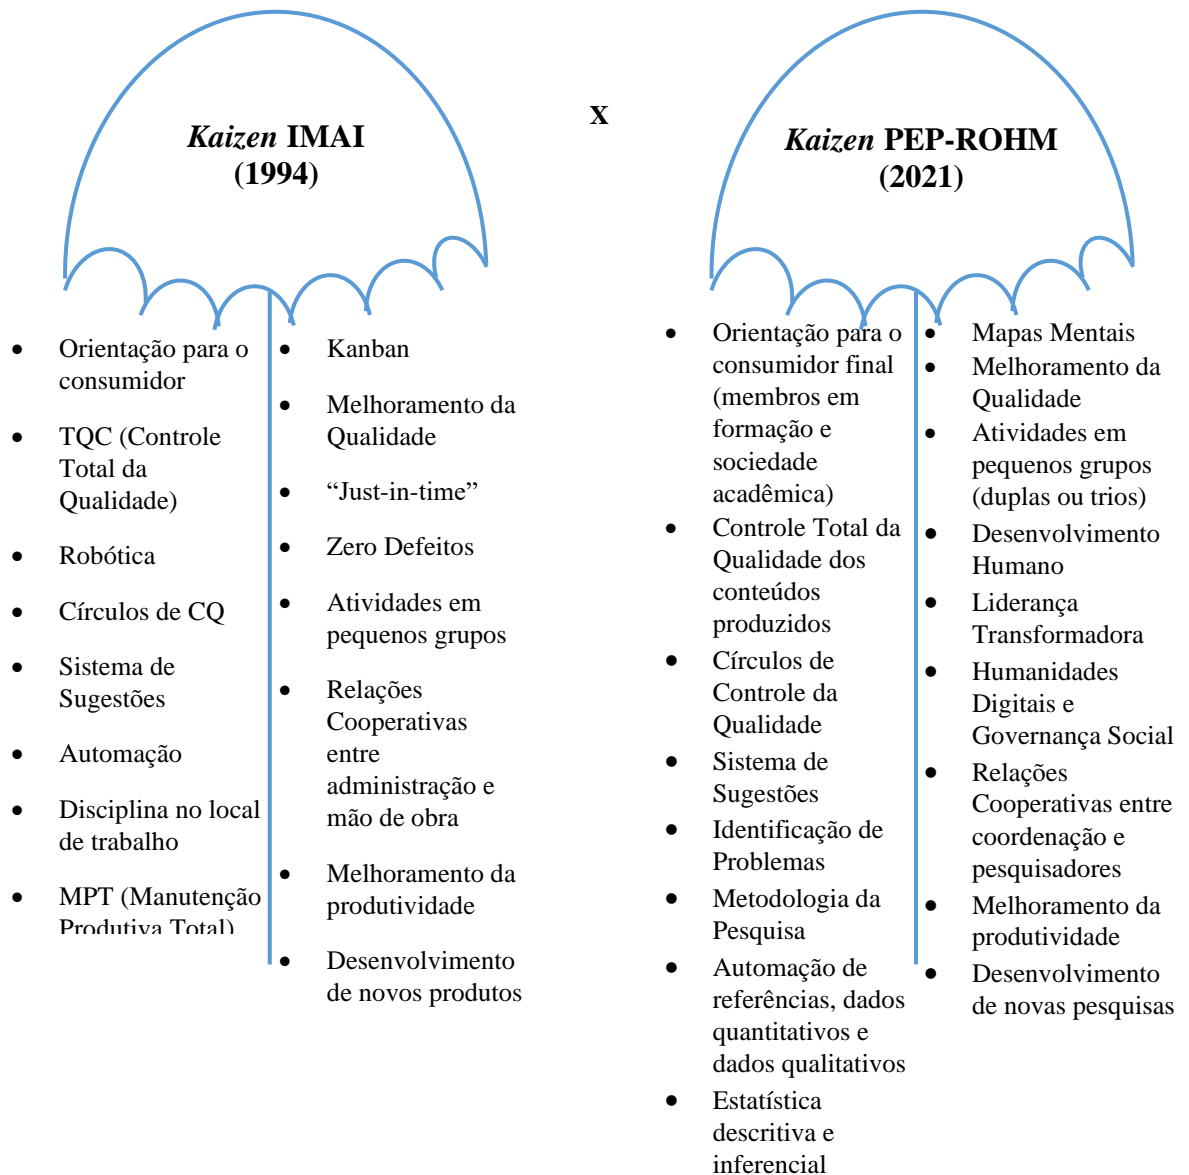 Kaizen IMAI
(1994)
• Orientação para o
consumidor
• TQC (Controle
Total da
Qualidade)
• Robótica
• Círculos de CQ
• Sistema de
Sugestões
• Automação
• Disciplina no local
de trabalho
• MPT (Manutenção
Produtiva Total)
• Kanban
• Melhoramento da
Qualidade
• “Just-in-time”
• Zero Defeitos
• Atividades em
pequenos grupos
• Relações
Cooperativas
entre
administração e
mão de obra
• Melhoramento da
produtividade
• Desenvolvimento
de novos produtos
X
Kaizen PEP-ROHM
(2021)
• Orientação para o
consumidor final
(membros em
formação e
sociedade
acadêmica)
• Controle Total da
Qualidade dos
conteúdos
produzidos
• Círculos de
Controle da
Qualidade
• Sistema de
Sugestões
• Identificação de
Problemas
• Metodologia da
Pesquisa
• Automação de
referências, dados
quantitativos e
dados qualitativos
• Estatística
descritiva e
inferencial
• Mapas Mentais
• Melhoramento da
Qualidade
• Atividades em
pequenos grupos
(duplas ou trios)
• Desenvolvimento
Humano
• Liderança
Transformadora
• Humanidades
Digitais e
Governança Social
• Relações
Cooperativas entre
coordenação e
pesquisadores
• Melhoramento da
produtividade
• Desenvolvimento
de novas pesquisas